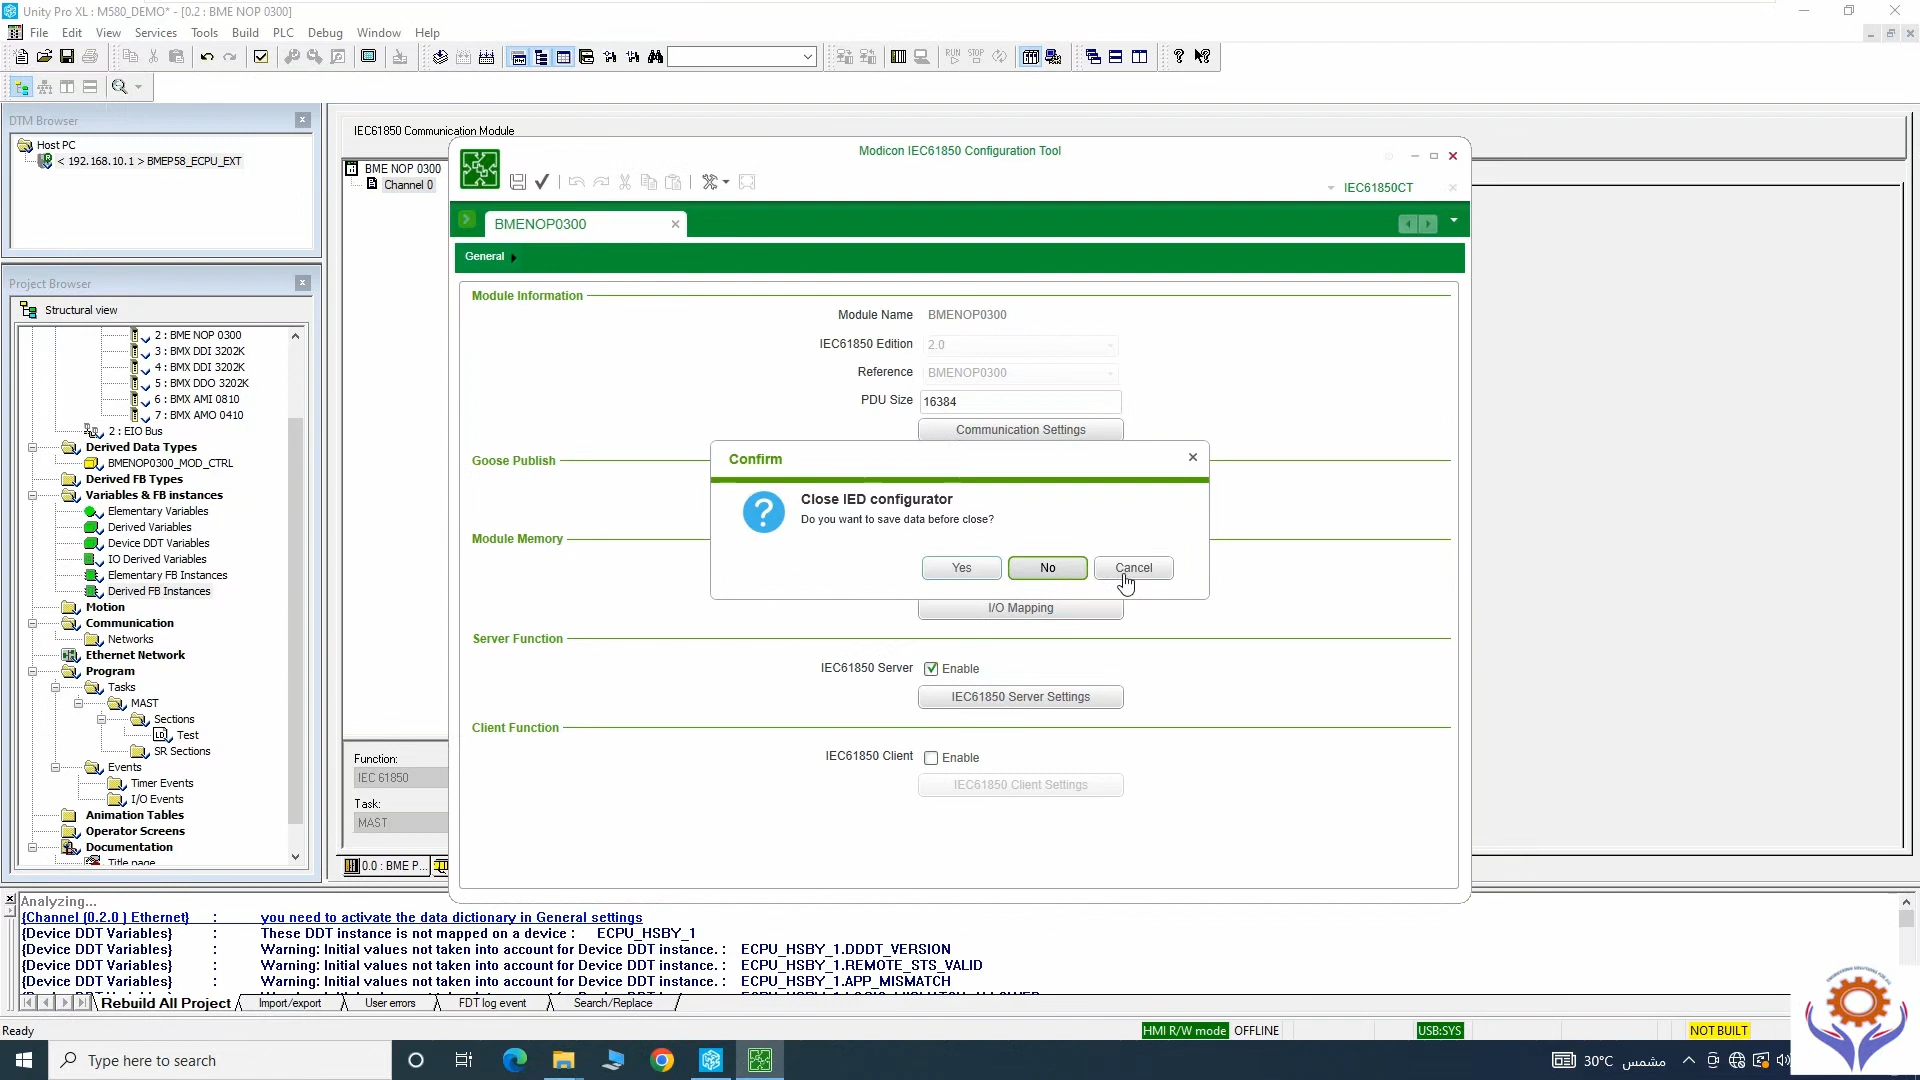 Unity Pro XL : M580_DEMO* - [0.2 : BME NOP 0300]
File Edit View Services Tools Build PLC Debug Window Help
RUN STOP
DTM Browser
Host PC
< 192.168.10.1 > BMEP58_ECPU_EXT
Project Browser
Structural view
2 : BME NOP 0300
3 : BMX DDI 3202K
4 : BMX DDI 3202K
5 : BMX DDO 3202K
6 : BMX AMI 0810
7 : BMX AMO 0410
2 : EIO Bus
Derived Data Types
BMENOP0300_MOD_CTRL
Derived FB Types
Variables & FB instances
Elementary Variables
Derived Variables
Device DDT Variables
IO Derived Variables
Elementary FB Instances
Derived FB Instances
Motion
Communication
Networks
Ethernet Network
Program
Tasks
MAST
Sections
LD Test
SR Sections
Events
Timer Events
I/O Events
Animation Tables
Operator Screens
Documentation
Title page
IEC61850 Communication Module
BME NOP 0300
Channel 0
Function:
IEC 61850
Task:
MAST
0.0 : BME P...
Modicon IEC61850 Configuration Tool
IEC61850CT
BMENOP0300
General
Module Information
Module Name BMENOP0300
IEC61850 Edition 2.0
Reference BMENOP0300
PDU Size 16384
Communication Settings
Goose Publish
Module Memory
I/O Mapping
Server Function
IEC61850 Server Enable
IEC61850 Server Settings
Client Function
IEC61850 Client Enable
IEC61850 Client Settings
Confirm
Close IED configurator
Do you want to save data before close?
Yes No Cancel
Analyzing...
{Channel (0.2.0 ) Ethernet} : you need to activate the data dictionary in General settings
{Device DDT Variables} : These DDT instance is not mapped on a device : ECPU_HSBY_1
{Device DDT Variables} : Warning: Initial values not taken into account for Device DDT instance. : ECPU_HSBY_1.DDDT_VERSION
{Device DDT Variables} : Warning: Initial values not taken into account for Device DDT instance. : ECPU_HSBY_1.REMOTE_STS_VALID
{Device DDT Variables} : Warning: Initial values not taken into account for Device DDT instance. : ECPU_HSBY_1.APP_MISMATCH
Rebuild All Project Import/export User errors FDT log event Search/Replace
Ready HMI R/W mode OFFLINE USB:SYS NOT BUILT
Type here to search
30°C مشمس